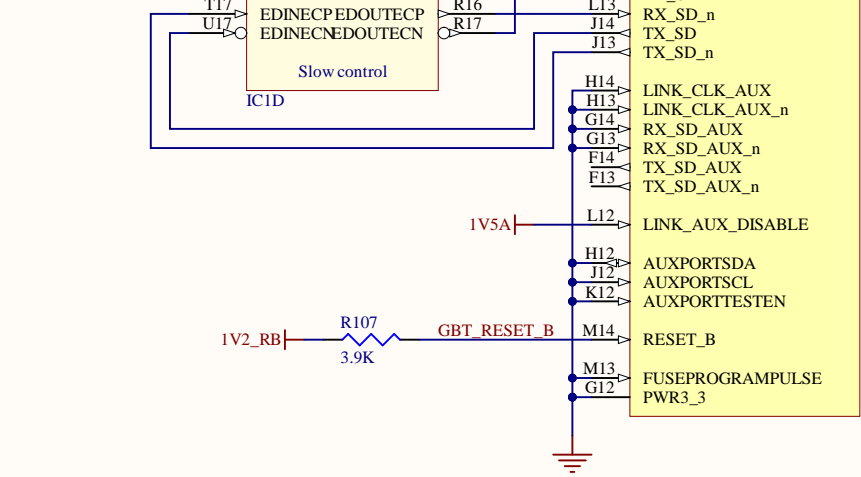 T17
EDINECP
EDOUTECP
R16
U17
EDINECN
EDOUTECN
R17
Slow control
IC1D
L13
RX_SD_n
J14
TX_SD
J13
TX_SD_n
H14
LINK_CLK_AUX
H13
LINK_CLK_AUX_n
G14
RX_SD_AUX
G13
RX_SD_AUX_n
F14
TX_SD_AUX
F13
TX_SD_AUX_n
1V5A
L12
LINK_AUX_DISABLE
H12
AUXPORTSDA
J12
AUXPORTSCL
K12
AUXPORTTESTEN
1V2_RB
R107
3.9K
GBT_RESET_B
M14
RESET_B
M13
FUSEPROGRAMPULSE
G12
PWR3_3